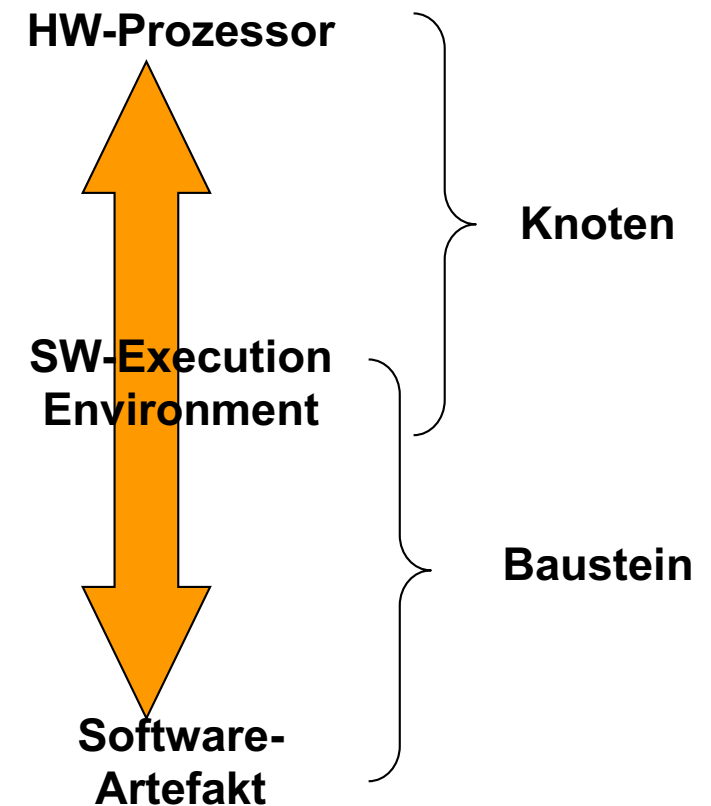 HW-Prozessor
Knoten
SW-Execution
Environment
Baustein
Software-
Artefakt